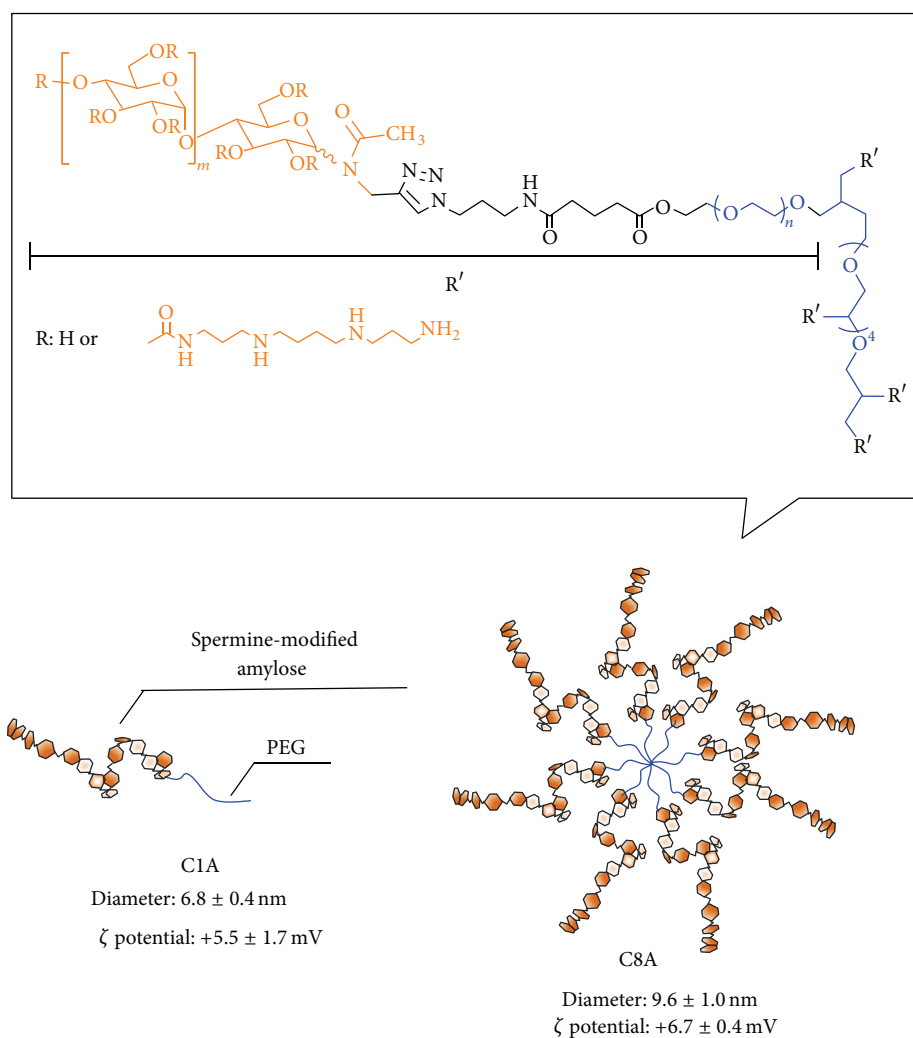 OR
OR
R
O
O
RO
OR
O
m
OR
O
O
CH3
RO
OR
N
N
N
N
H
N
O
O
O
O
n
O
R′
R′
O
R′
O
4
R′
R′
R: H or
O
N
H
N
H
H
N
NH2
Spermine-modified
amylose
PEG
C1A
Diameter: 6.8 ± 0.4 nm
ζ potential: +5.5 ± 1.7 mV
C8A
Diameter: 9.6 ± 1.0 nm
ζ potential: +6.7 ± 0.4 mV